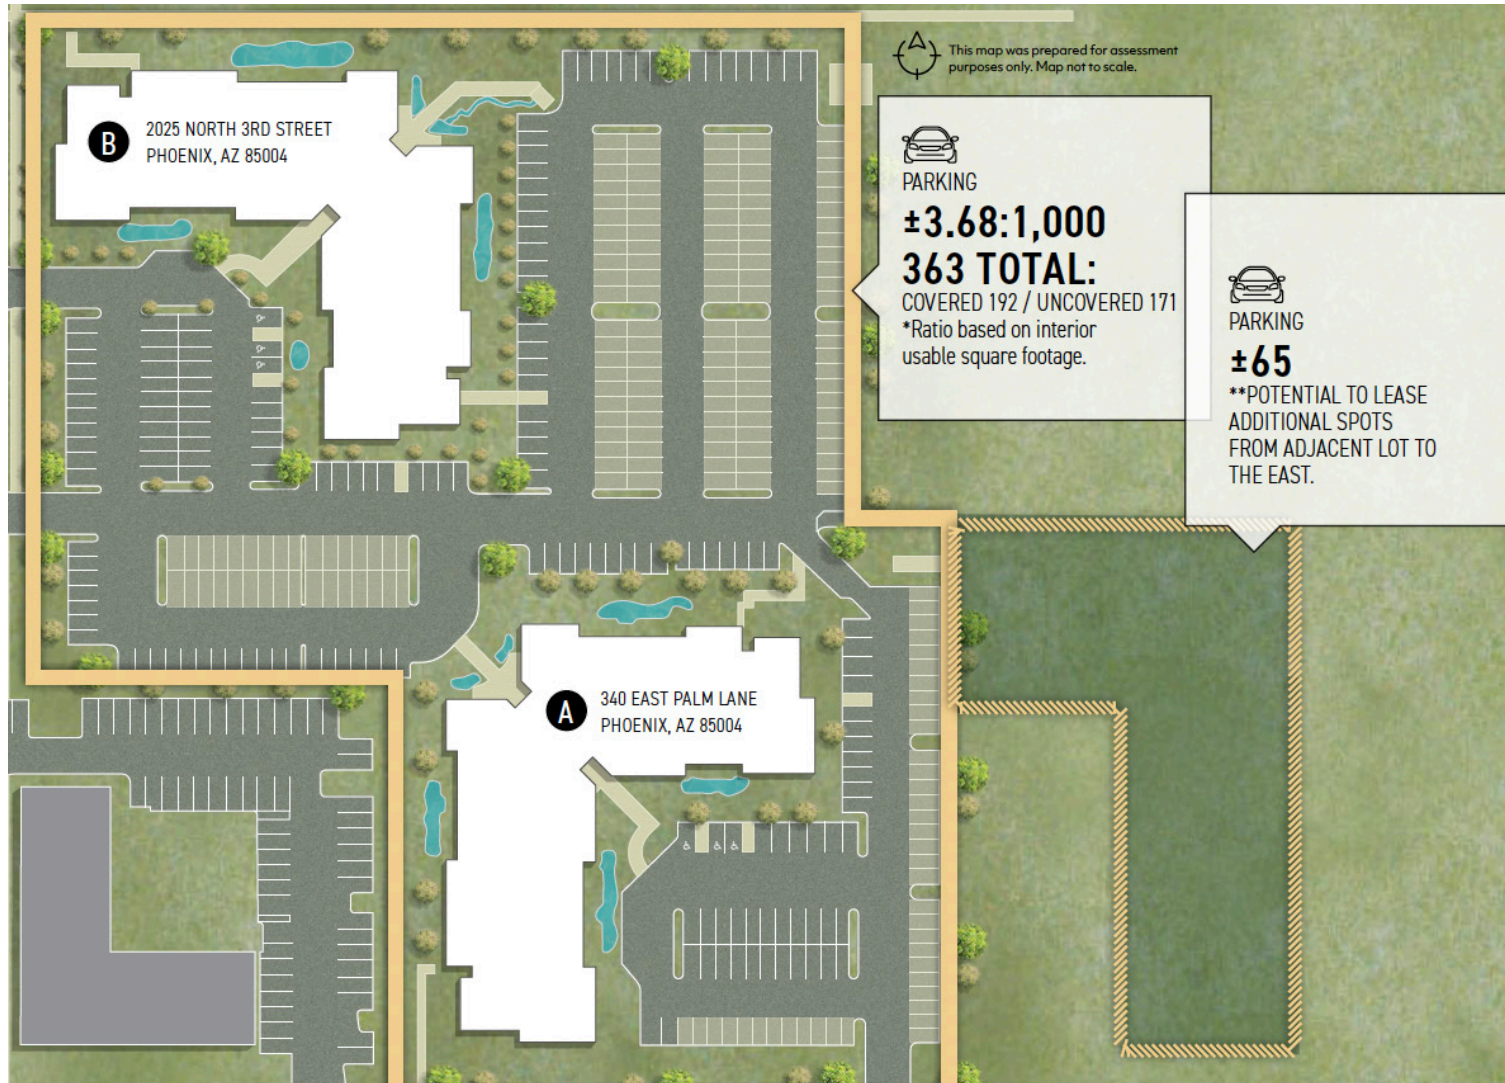 This map was prepared for assessment
purposes only. Map not to scale.
B
2025 NORTH 3RD STREET
PHOENIX, AZ 85004
PARKING
±3.68:1,000
363 TOTAL:
COVERED 192 / UNCOVERED 171
*Ratio based on interior
usable square footage.
PARKING
±65
**POTENTIAL TO LEASE
ADDITIONAL SPOTS
FROM ADJACENT LOT TO
THE EAST.
A
340 EAST PALM LANE
PHOENIX, AZ 85004